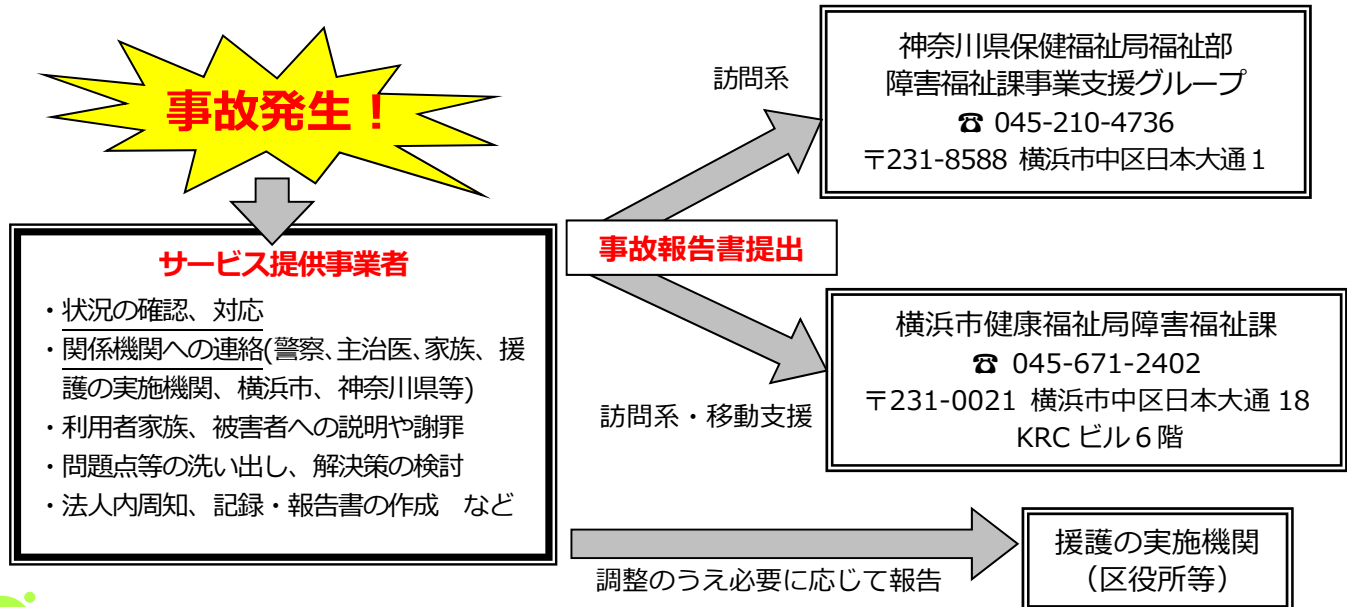 事故発生！
サービス提供事業者
・状況の確認、対応
・関係機関への連絡(警察、主治医、家族、援
護の実施機関、横浜市、神奈川県等)
・利用者家族、被害者への説明や謝罪
・問題点等の洗い出し、解決策の検討
・法人内周知、記録・報告書の作成　など
事故報告書提出
訪問系
神奈川県保健福祉局福祉部
障害福祉課事業支援グループ
☎ 045-210-4736
〒231-8588 横浜市中区日本大通１
訪問系・移動支援
横浜市健康福祉局障害福祉課
☎ 045-671-2402
〒231-0021 横浜市中区日本大通 18
KRC ビル６階
調整のうえ必要に応じて報告
援護の実施機関
（区役所等）